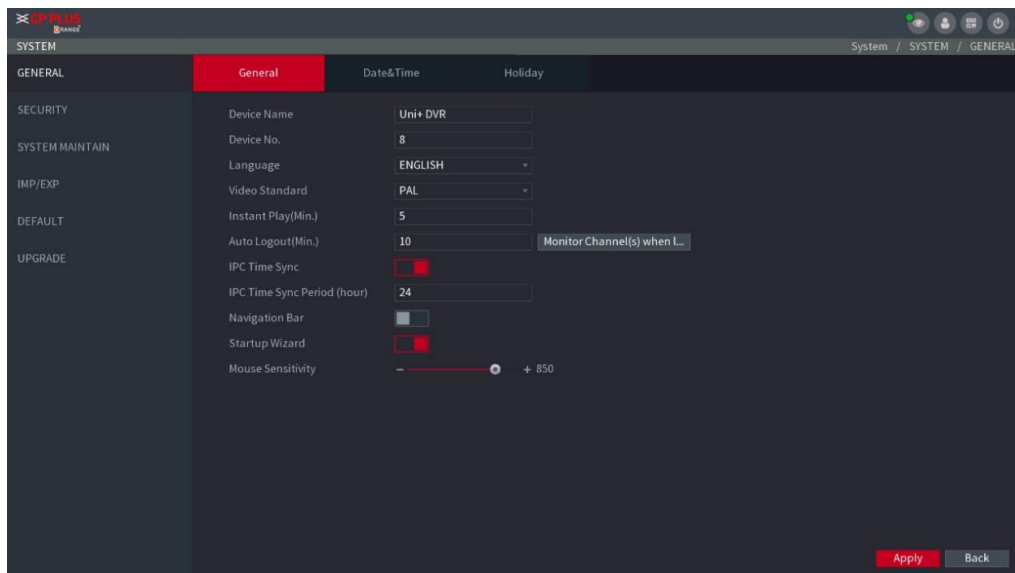 CP PLUS
ORANGE
SYSTEM
System / SYSTEM / GENERAL
GENERAL
General Date&Time Holiday
SECURITY
SYSTEM MAINTAIN
IMP/EXP
DEFAULT
UPGRADE
Device Name Uni+ DVR
Device No. 8
Language ENGLISH
Video Standard PAL
Instant Play(Min.) 5
Auto Logout(Min.) 10 Monitor Channel(s) when l...
IPC Time Sync
IPC Time Sync Period (hour) 24
Navigation Bar
Startup Wizard
Mouse Sensitivity - + 850
Apply Back